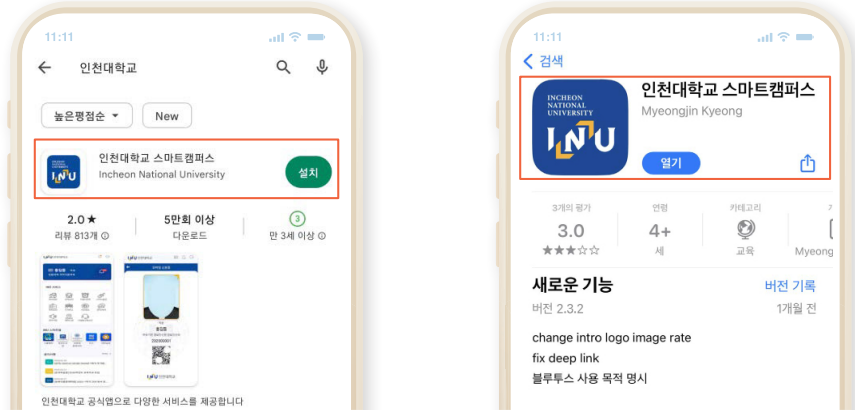 11:11
인천대학교
높은평점순
New
INCHEON
NATIONAL
UNIVERSITY
INU
인천대학교 스마트캠퍼스
Incheon National University
설치
2.0★
리뷰 813개
5만회 이상
다운로드
3
만 3세 이상
인천대학교 공식앱으로 다양한 서비스를 제공합니다
11:11
검색
INCHEON
NATIONAL
UNIVERSITY
INU
인천대학교 스마트캠퍼스
Myeongjin Kyeong
열기
3개의 평가
3.0
★★★☆☆
연령
4+
세
카테고리
교육
Myeong
새로운 기능
버전 기록
버전 2.3.2
1개월 전
change intro logo image rate
fix deep link
블루투스 사용 목적 명시